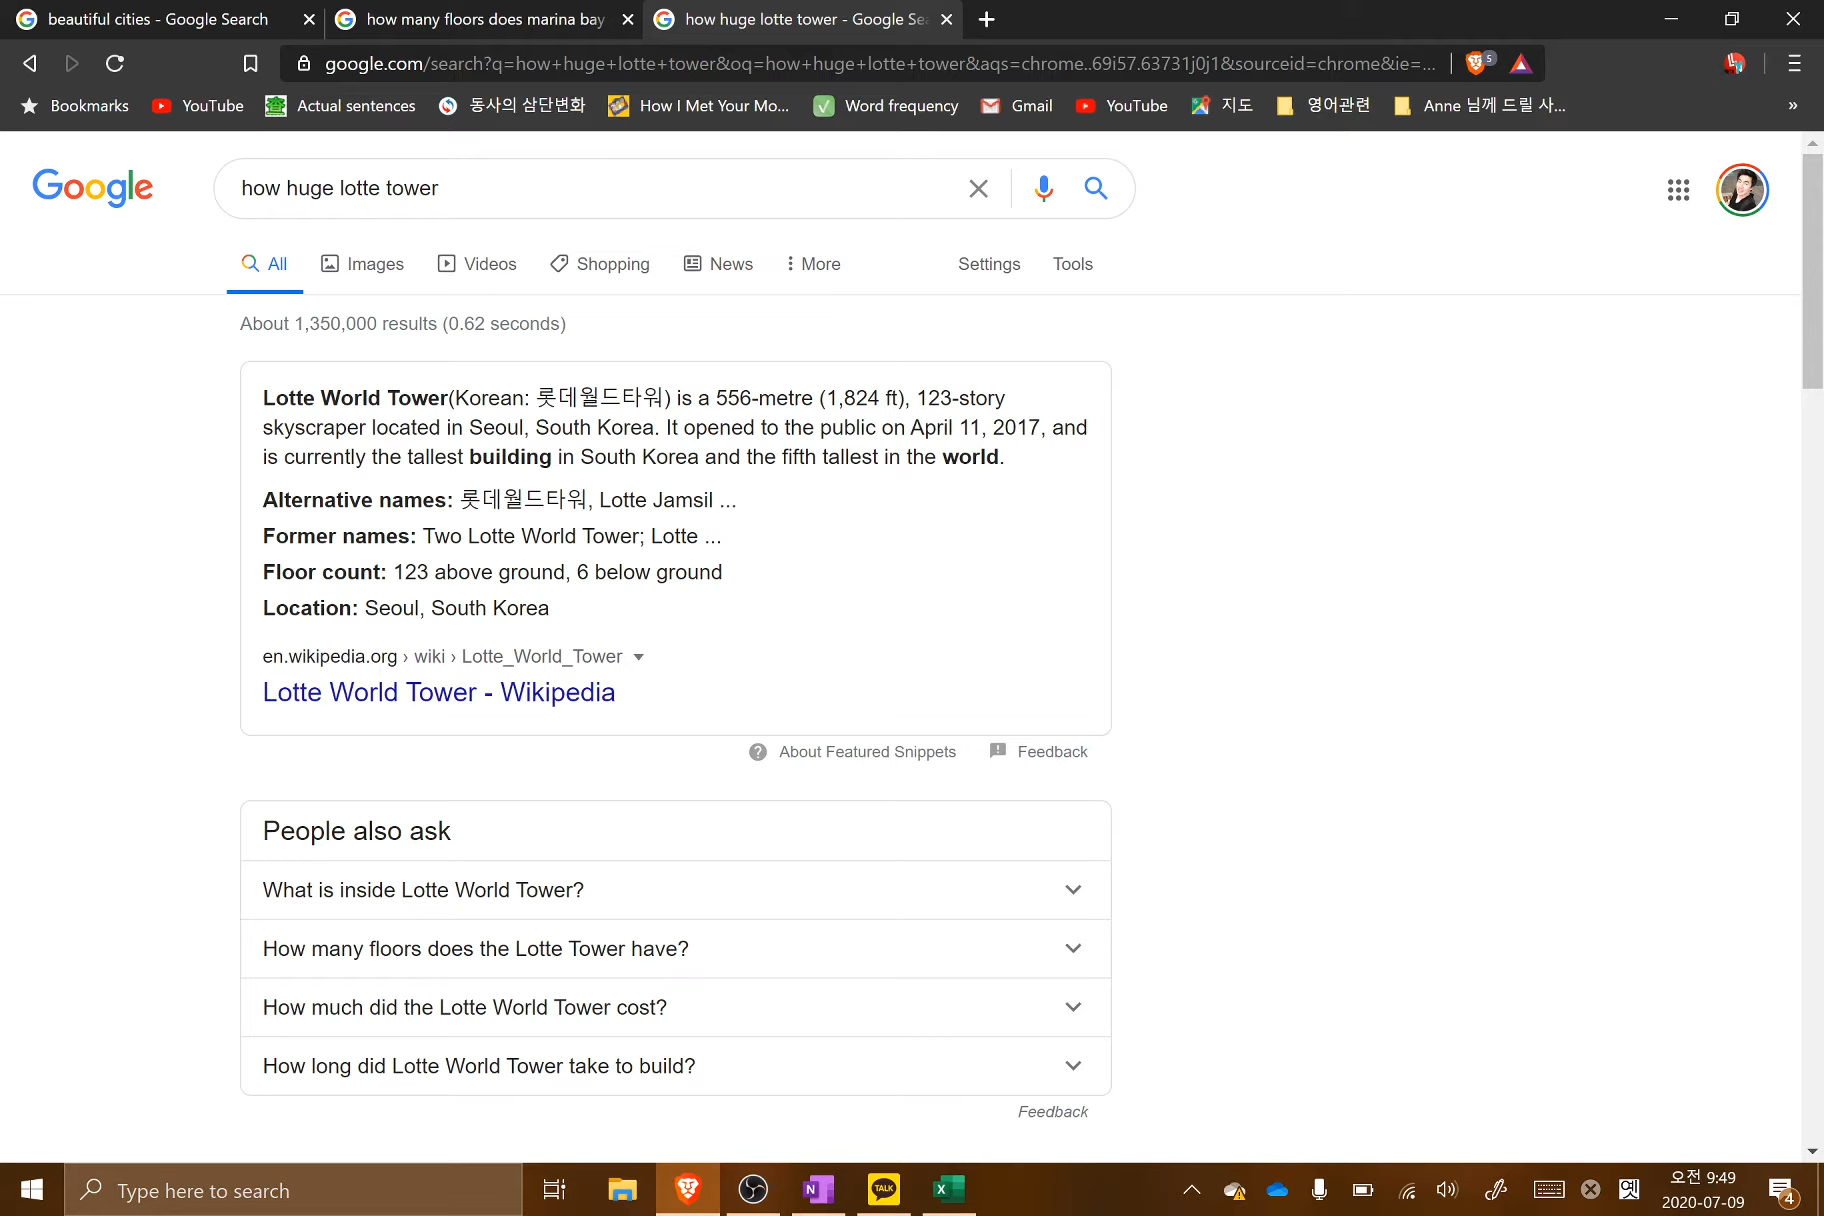 beautiful cities - Google Search
how many floors does marina bay
how huge lotte tower - Google Sea
google.com/search?q=how+huge+lotte+tower&oq=how+huge+lotte+tower&aqs=chrome..69i57.63731j0j1&sourceid=chrome&ie=...
5
Bookmarks YouTube Actual sentences 동사의 삼단변화 How I Met Your Mo... Word frequency Gmail YouTube 지도 영어관련 Anne 님께 드릴 사... »
Google
how huge lotte tower
All Images Videos Shopping News More Settings Tools
About 1,350,000 results (0.62 seconds)
Lotte World Tower(Korean: 롯데월드타워) is a 556-metre (1,824 ft), 123-story
skyscraper located in Seoul, South Korea. It opened to the public on April 11, 2017, and
is currently the tallest building in South Korea and the fifth tallest in the world.
Alternative names: 롯데월드타워, Lotte Jamsil ...
Former names: Two Lotte World Tower; Lotte ...
Floor count: 123 above ground, 6 below ground
Location: Seoul, South Korea
en.wikipedia.org › wiki › Lotte_World_Tower
Lotte World Tower - Wikipedia
About Featured Snippets Feedback
People also ask
What is inside Lotte World Tower?
How many floors does the Lotte Tower have?
How much did the Lotte World Tower cost?
How long did Lotte World Tower take to build?
Feedback
Type here to search
N
TALK
X
오전 9:49
2020-07-09
4